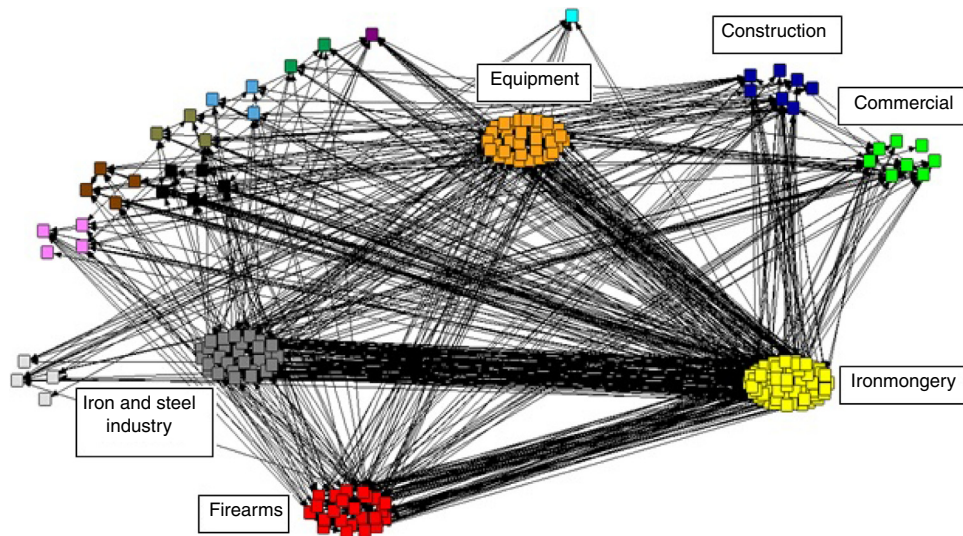 Construction
Equipment
Commercial
Ironmongery
Iron and steel
industry
Firearms